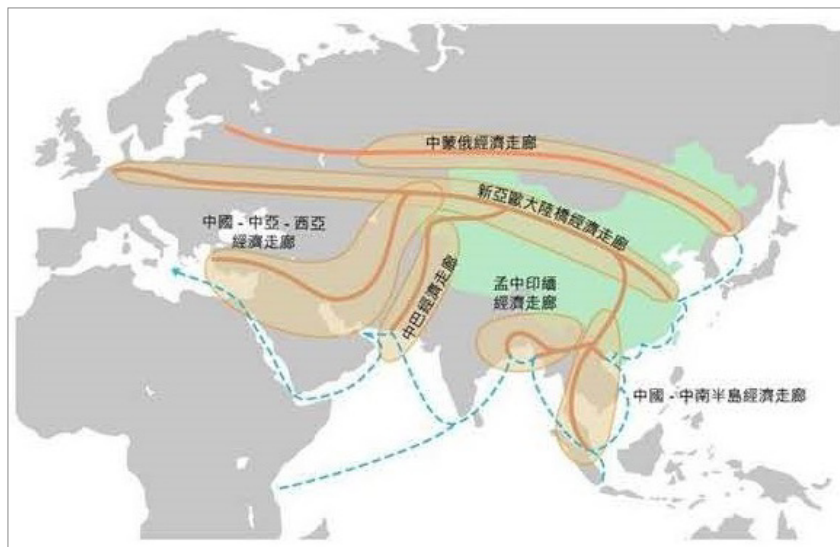 中蒙俄經濟走廊
新亞歐大陸橋經濟走廊
中國 - 中亞 - 西亞
經濟走廊
中巴經濟走廊
孟中印緬
經濟走廊
中國 - 中南半島經濟走廊